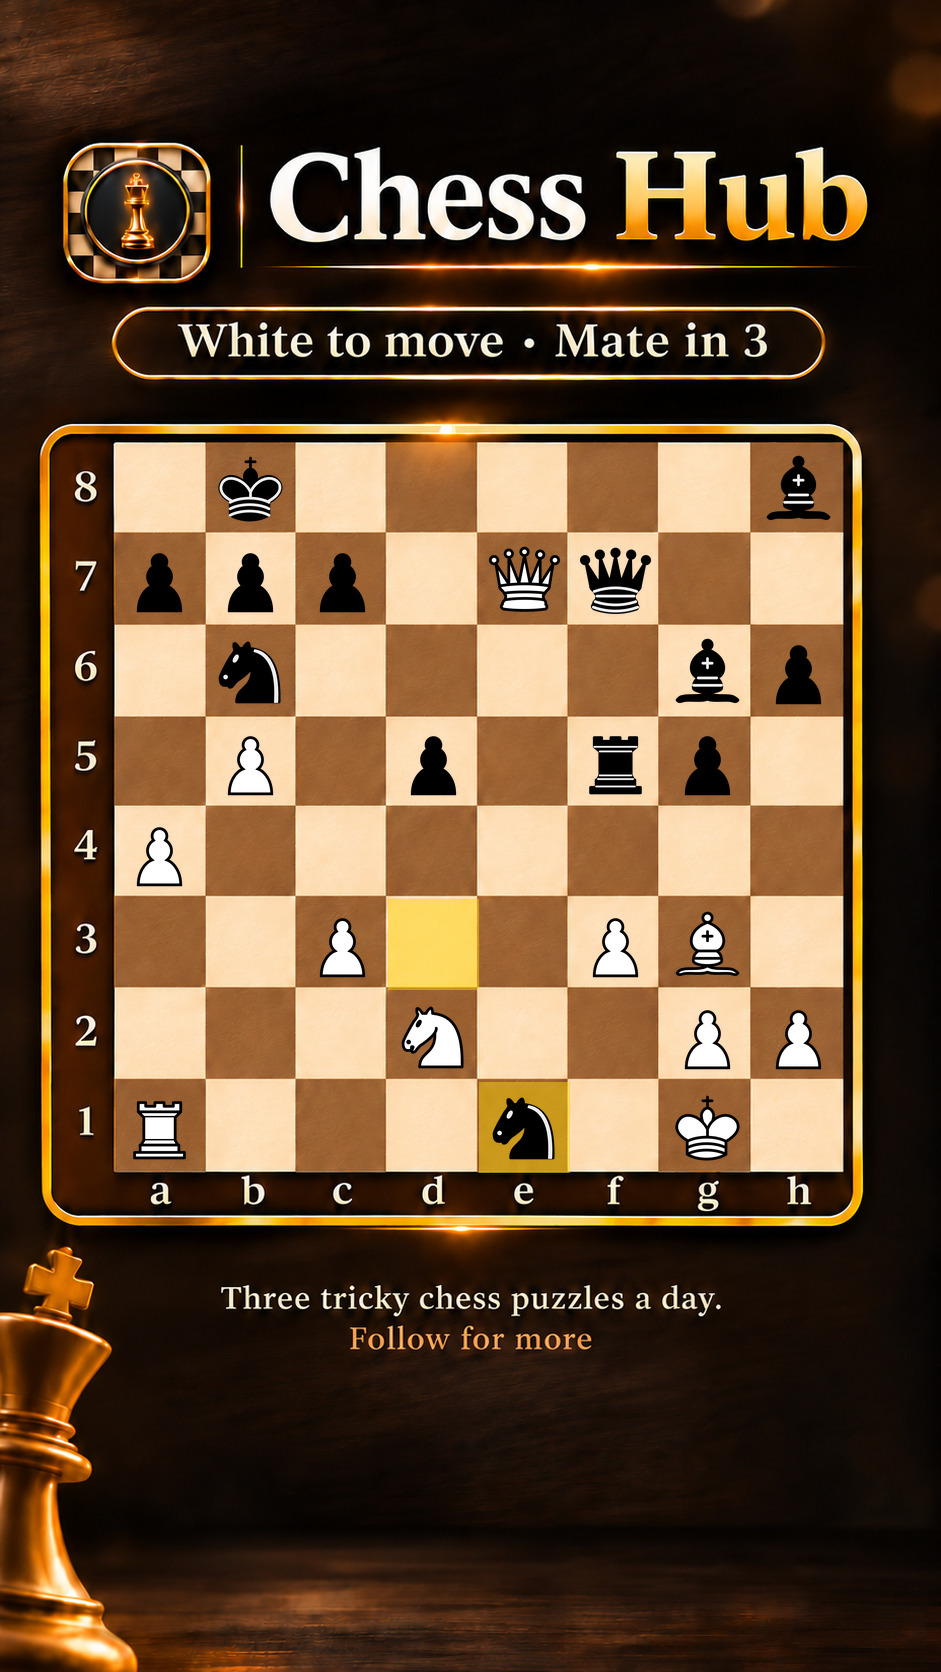 Chess Hub
White to move • Mate in 3
8
7
6
5
4
3
2
1
a b c d e f g h
Three tricky chess puzzles a day.
Follow for more